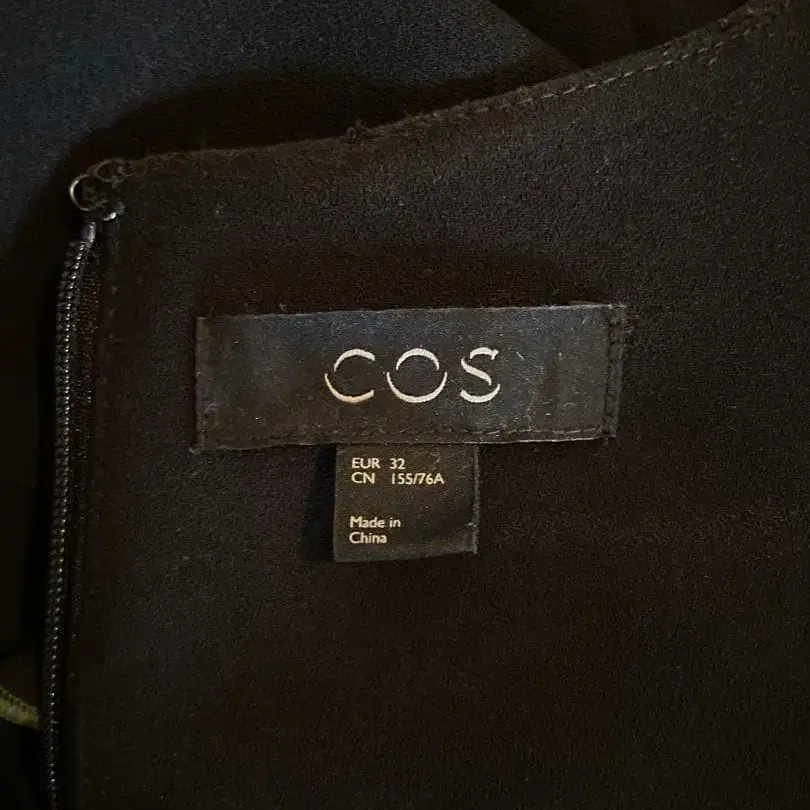 COS
EUR 32
CN 155/76A
Made in
China